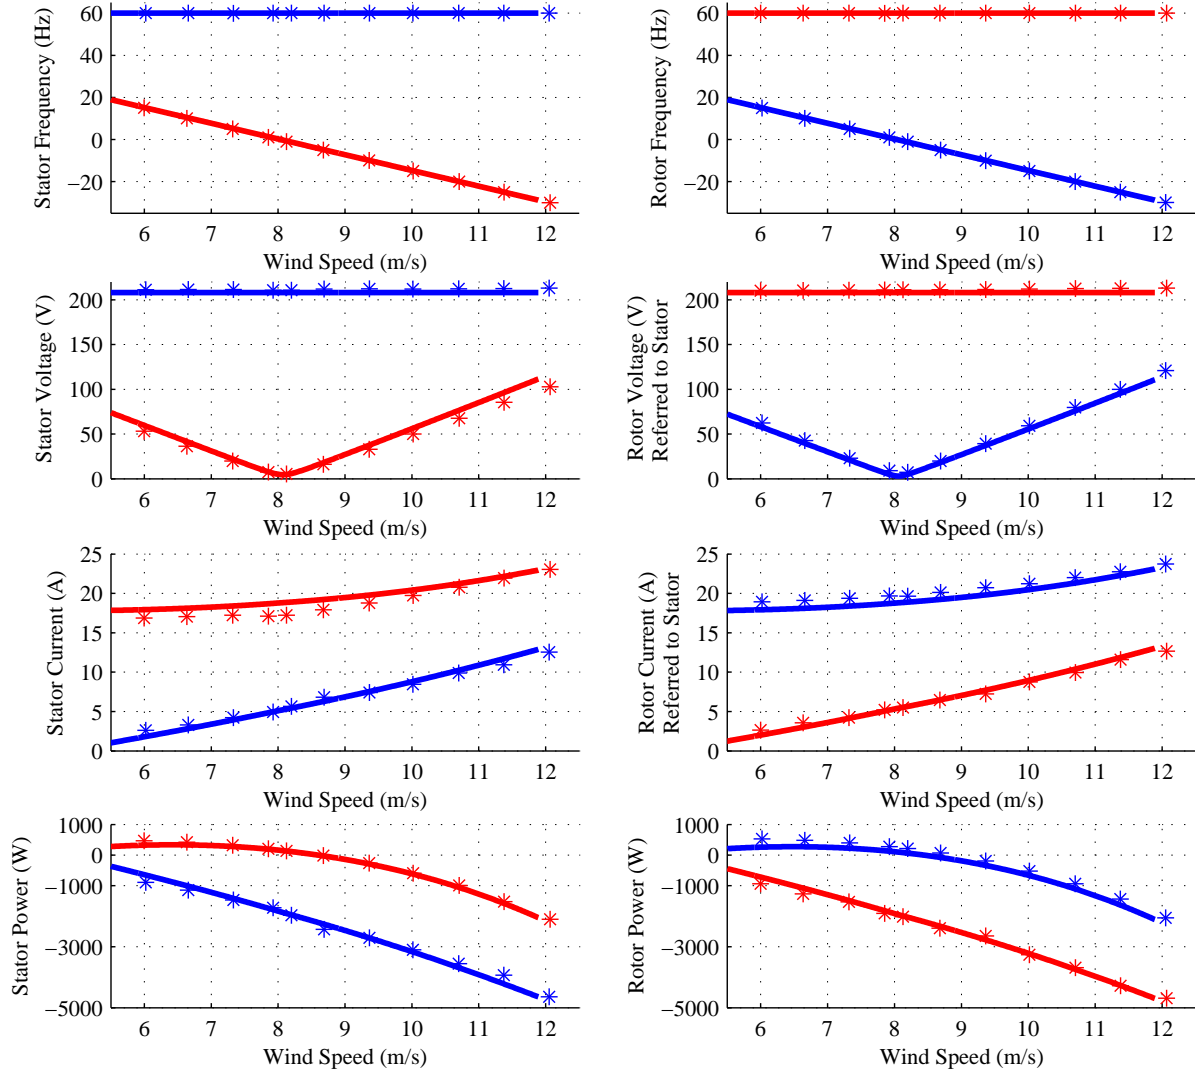 Stator Frequency (Hz)
60
40
20
0
−20
6 7 8 9 10 11 12
Wind Speed (m/s)
Rotor Frequency (Hz)
60
40
20
0
−20
6 7 8 9 10 11 12
Wind Speed (m/s)
Stator Voltage (V)
200
150
100
50
0
6 7 8 9 10 11 12
Wind Speed (m/s)
Rotor Voltage (V)
Referred to Stator
200
150
100
50
0
6 7 8 9 10 11 12
Wind Speed (m/s)
Stator Current (A)
25
20
15
10
5
0
6 7 8 9 10 11 12
Wind Speed (m/s)
Rotor Current (A)
Referred to Stator
25
20
15
10
5
0
6 7 8 9 10 11 12
Wind Speed (m/s)
Stator Power (W)
1000
0
−1000
−3000
−5000
6 7 8 9 10 11 12
Wind Speed (m/s)
Rotor Power (W)
1000
0
−1000
−3000
−5000
6 7 8 9 10 11 12
Wind Speed (m/s)